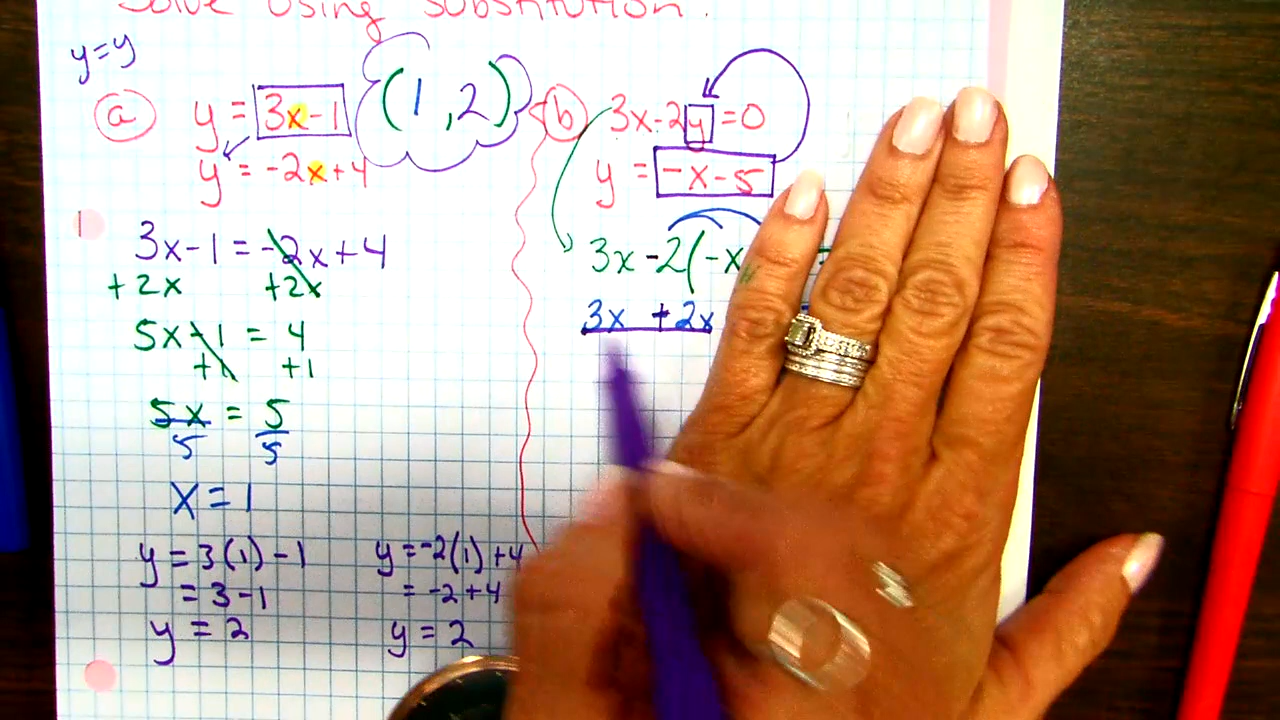 Solve using substitution.
y=y
a
y = 3x-1
y = -2x+4
(1,2)
3x-1 = -2x+4
+2x +2x
5x-1 = 4
+1 +1
5x = 5
5 5
x = 1
y = 3(1)-1
= 3-1
y = 2
y = -2(1)+4
= -2+4
y = 2
b
3x-2y=0
y = -x-5
3x-2(-x
3x +2x